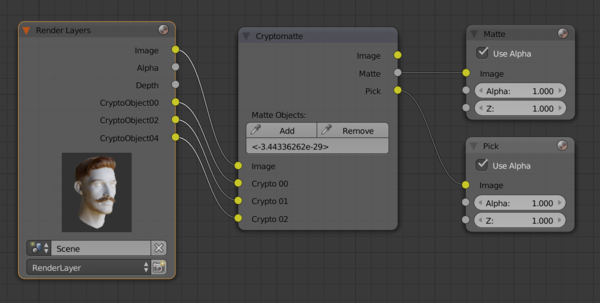 Render Layers
Image
Alpha
Depth
CryptoObject00
CryptoObject02
CryptoObject04
Scene
RenderLayer
Cryptomatte
Image
Matte
Pick
Matte Objects:
Add
Remove
<-3.44336262e-29>
Image
Crypto 00
Crypto 01
Crypto 02
Matte
Use Alpha
Image
Alpha: 1.000
Z: 1.000
Pick
Use Alpha
Image
Alpha: 1.000
Z: 1.000